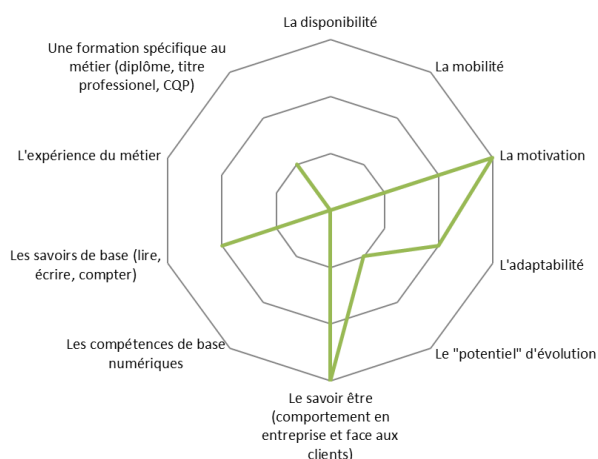 La disponibilité
Une formation spécifique au
métier (diplôme, titre
professionel, CQP)
La mobilité
L'expérience du métier
La motivation
Les savoirs de base (lire,
écrire, compter)
L'adaptabilité
Les compétences de base
numériques
Le "potentiel" d'évolution
Le savoir être
(comportement en
entreprise et face aux
clients)